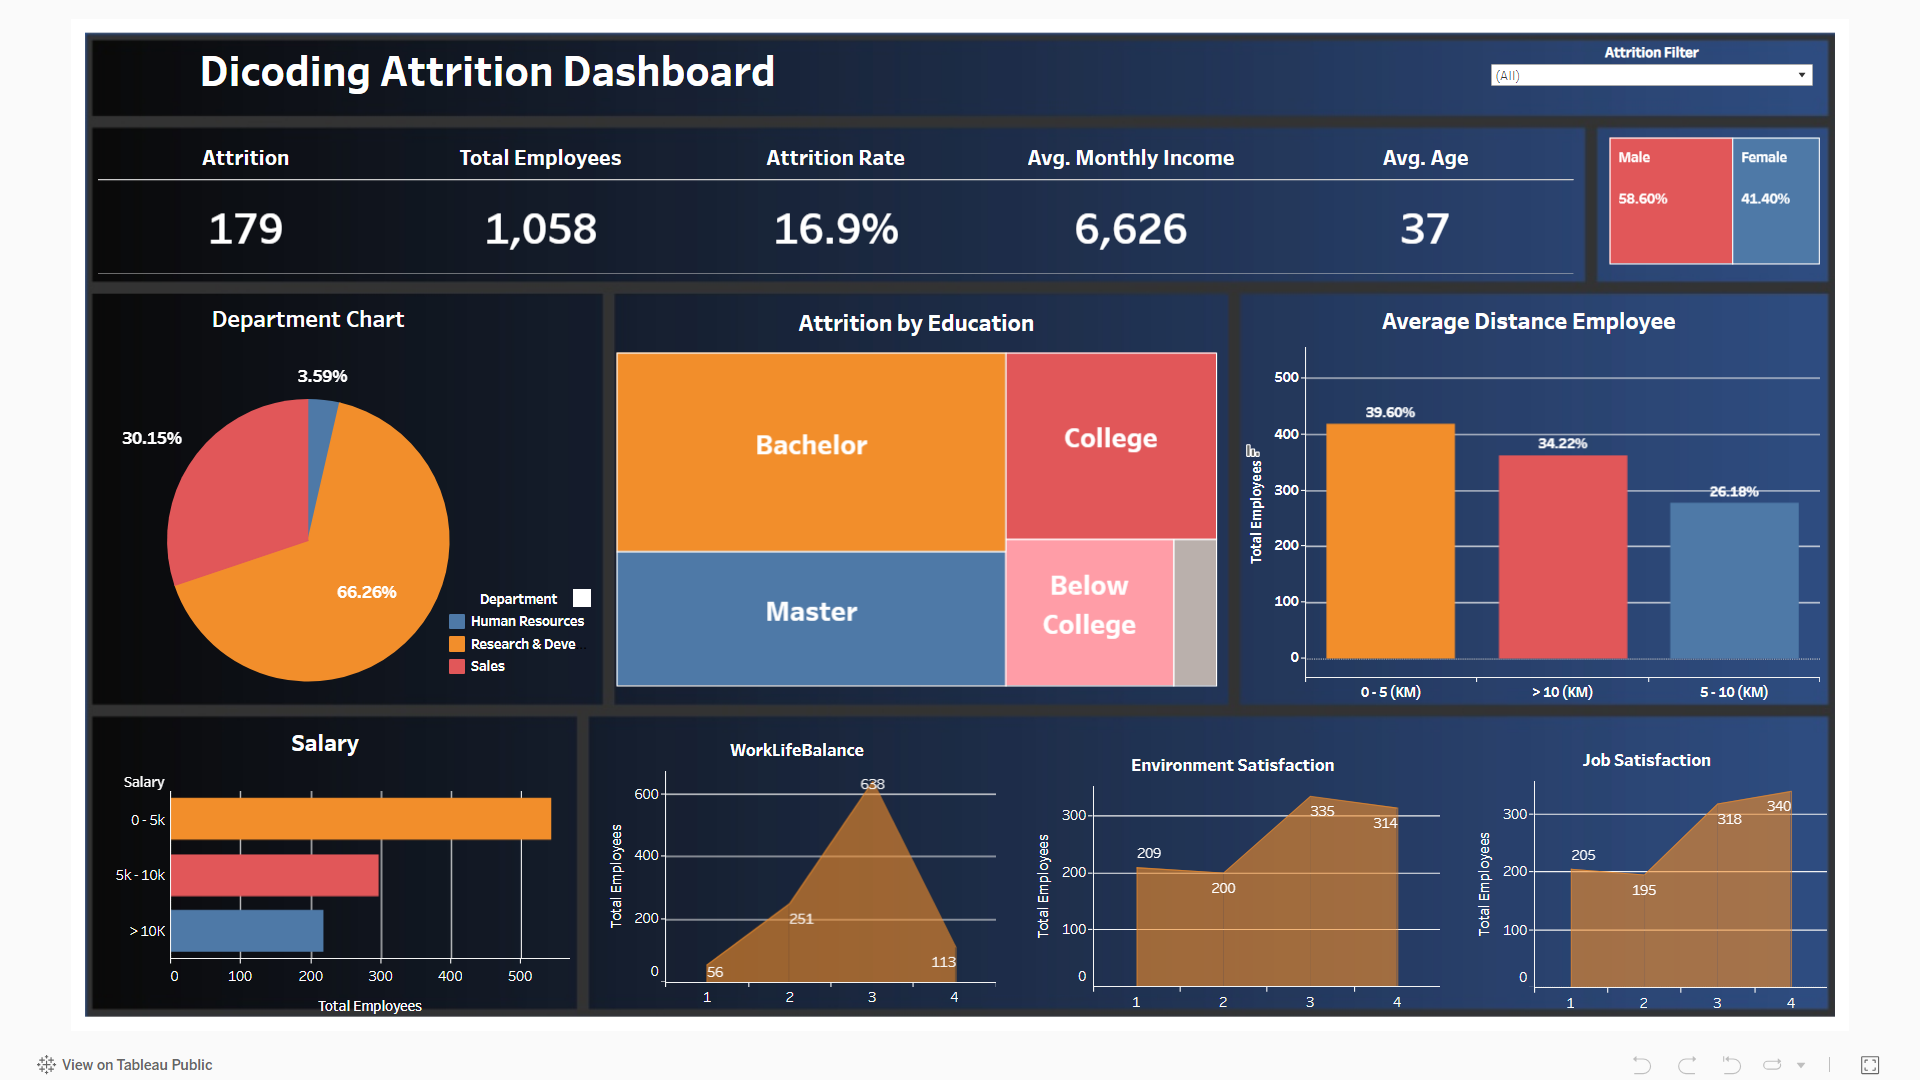 Dicoding Attrition Dashboard
Attrition Filter
(All)
Attrition
Total Employees
Attrition Rate
Avg. Monthly Income
Avg. Age
179
1,058
16.9%
6,626
37
Male
58.60%
Female
41.40%
Department Chart
3.59%
30.15%
66.26%
Department
Human Resources
Research & Deve
Sales
Attrition by Education
Bachelor
College
Master
Below
College
Average Distance Employee
Total Employees
500
400
300
200
100
0
39.60%
34.22%
26.18%
0 - 5 (KM)
> 10 (KM)
5 - 10 (KM)
Salary
Salary
0 - 5k
5k - 10k
> 10K
0
100
200
300
400
500
Total Employees
WorkLifeBalance
Total Employees
600
400
200
0
56
251
638
113
1
2
3
4
Environment Satisfaction
Total Employees
300
200
100
0
209
200
335
314
1
2
3
4
Job Satisfaction
Total Employees
300
200
100
0
205
195
318
340
1
2
3
4
View on Tableau Public